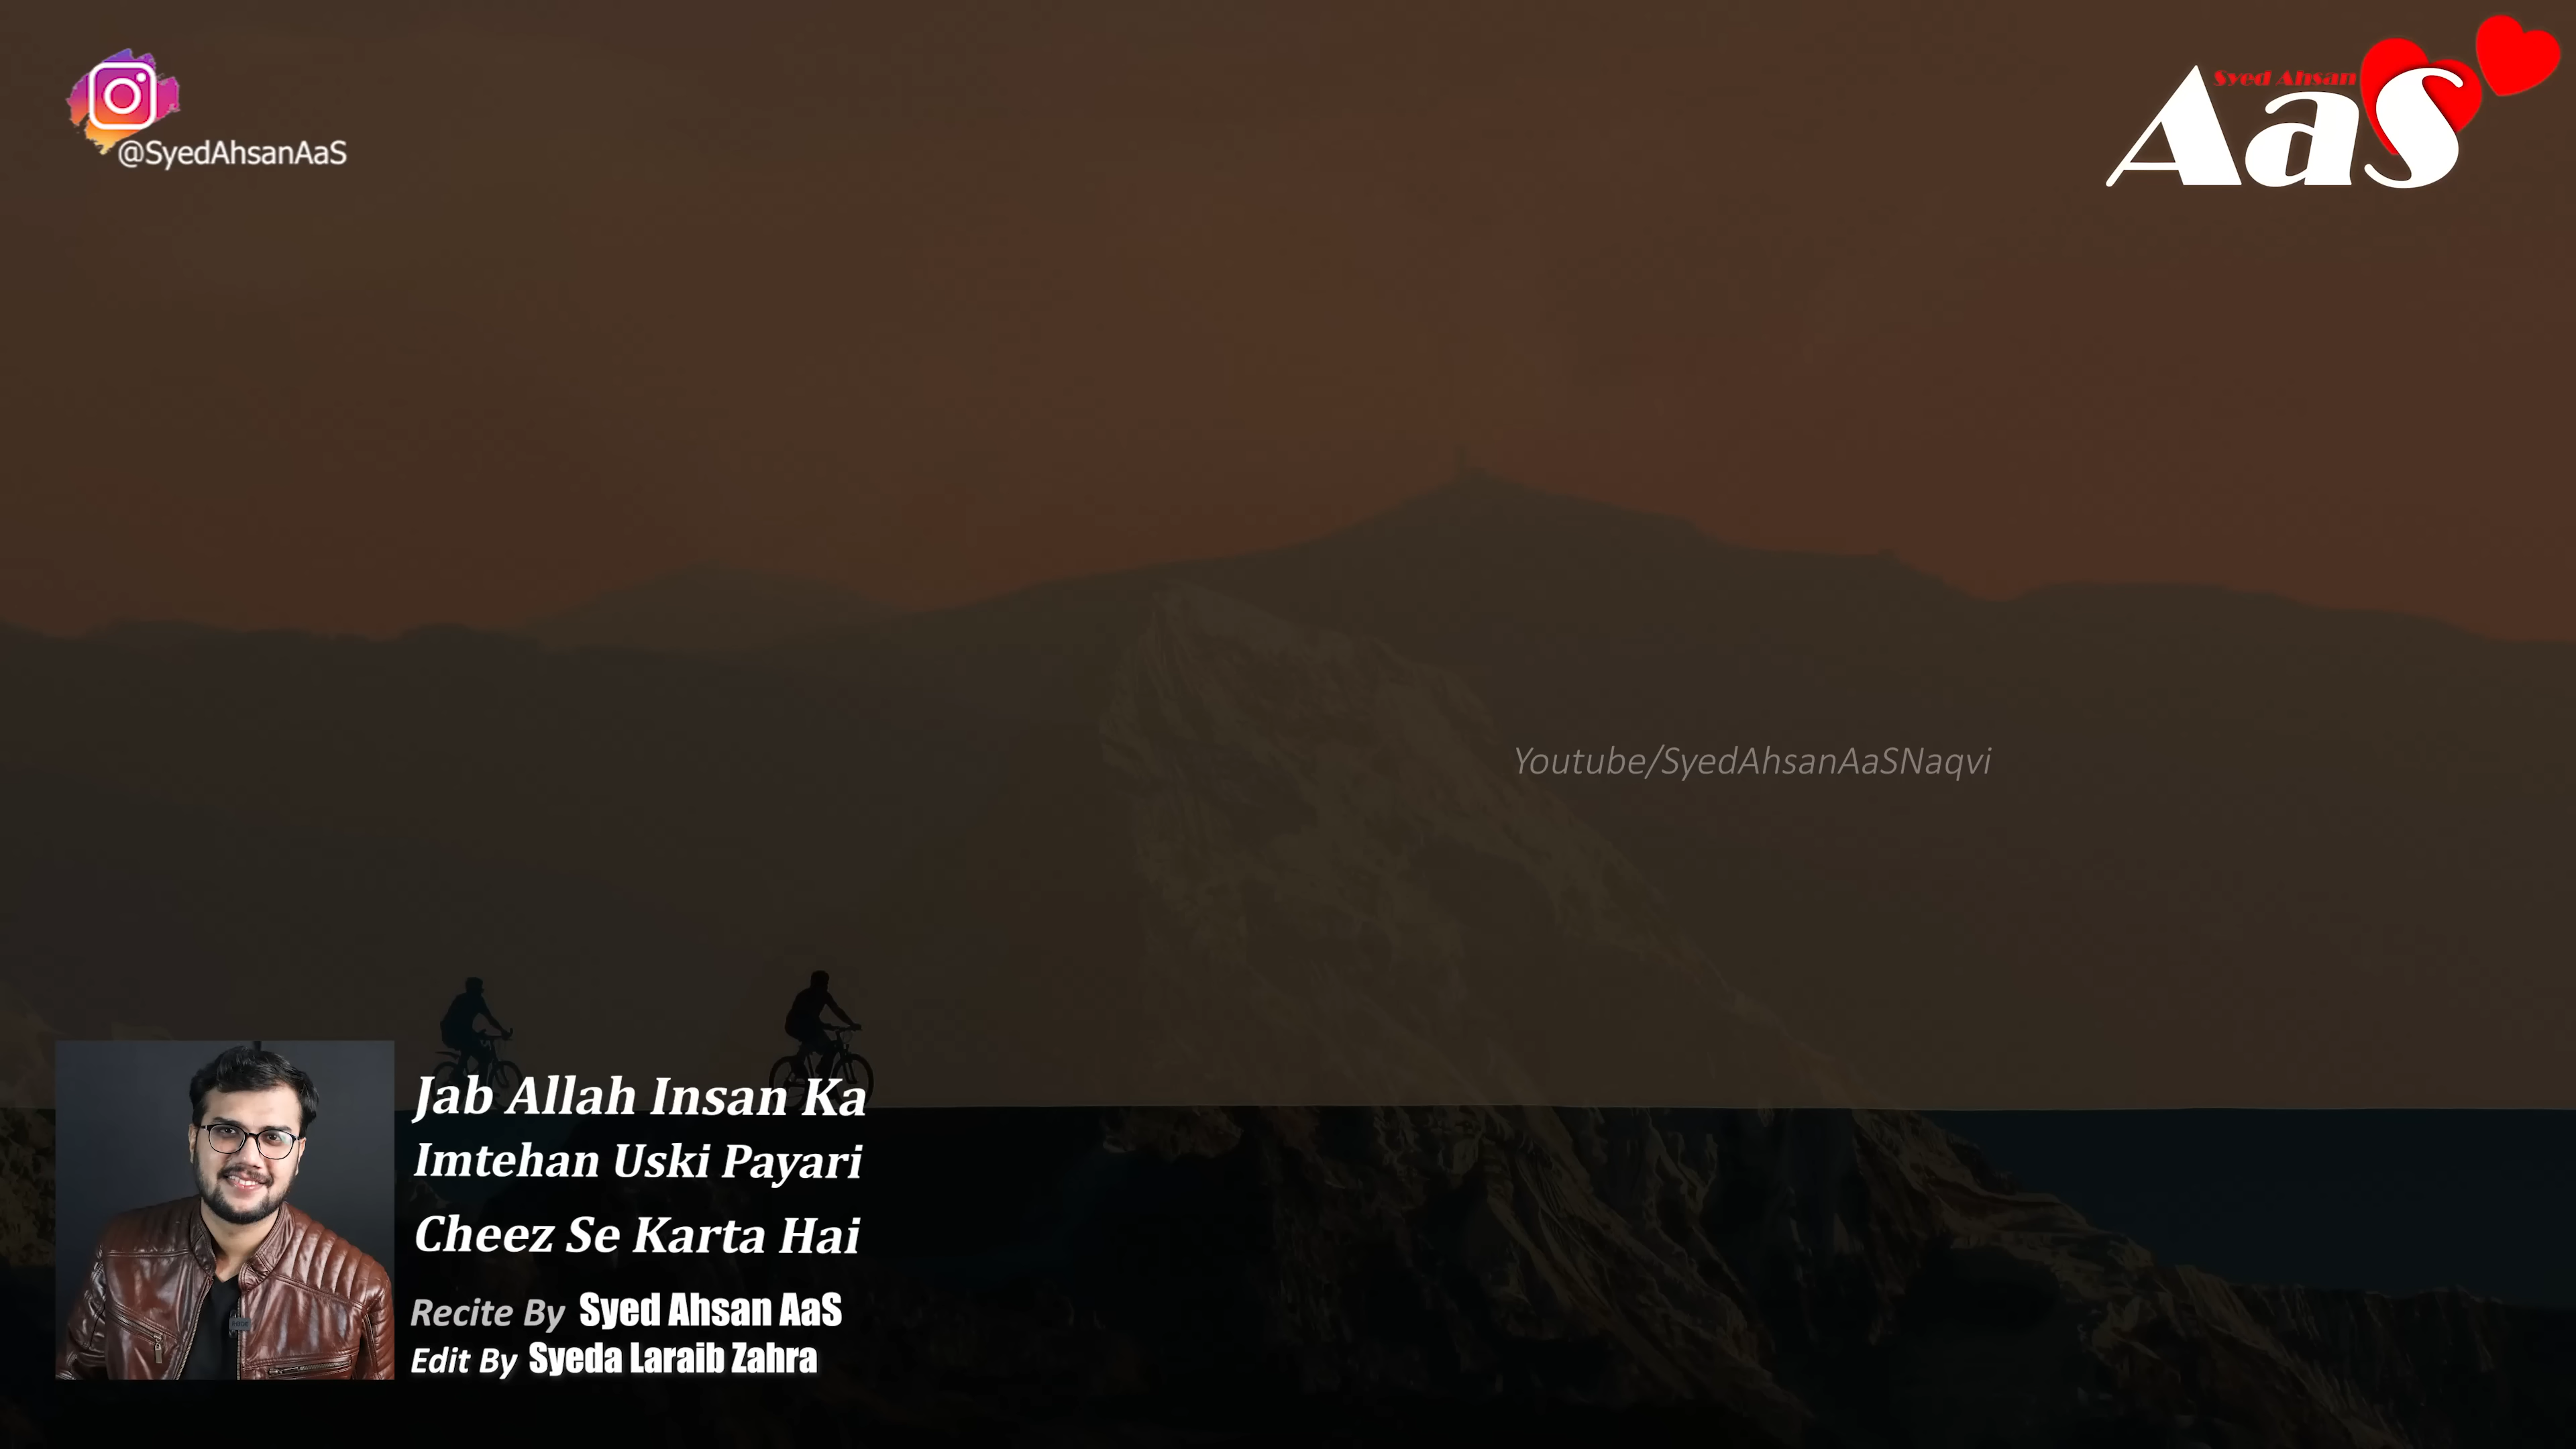 @SyedAhsanAaS
Syed Ahsan
AaS
Youtube/SyedAhsanAaSNaqvi
Jab Allah Insan Ka
Imtehan Uski Payari
Cheez Se Karta Hai
Recite By Syed Ahsan AaS
Edit By Syeda Laraib Zahra